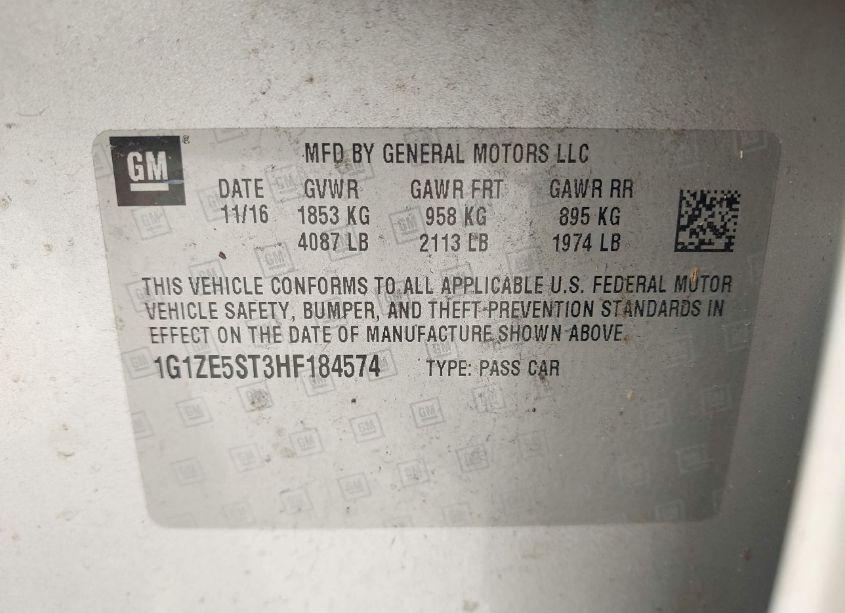 GM
MFD BY GENERAL MOTORS LLC
DATE GVWR GAWR FRT GAWR RR
11/16 1853 KG 958 KG 895 KG
4087 LB 2113 LB 1974 LB
THIS VEHICLE CONFORMS TO ALL APPLICABLE U.S. FEDERAL MOTOR
VEHICLE SAFETY, BUMPER, AND THEFT PREVENTION STANDARDS IN
EFFECT ON THE DATE OF MANUFACTURE SHOWN ABOVE.
1G1ZE5ST3HF184574 TYPE: PASS CAR